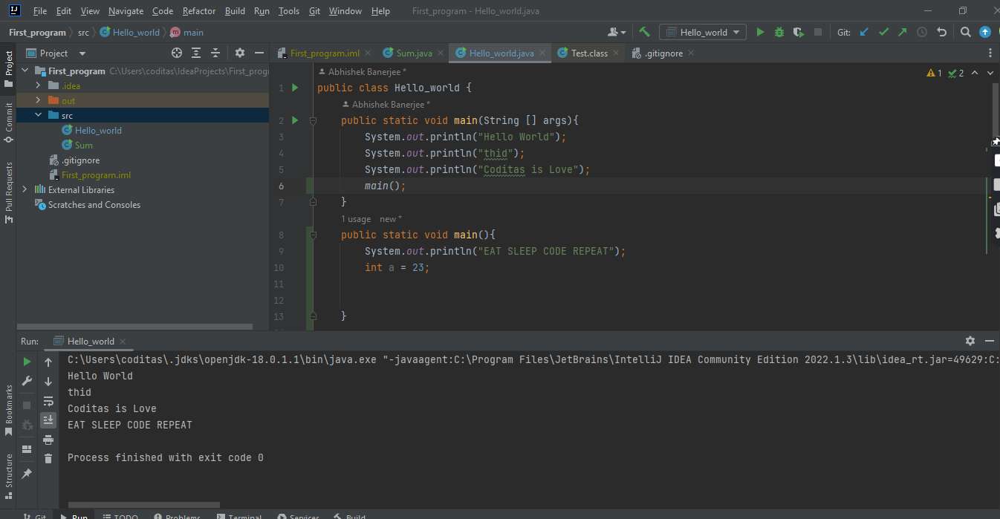 File Edit View Navigate Code Refactor Build Run Tools Git Window Help First_program - Hello_world.java
First_program src Hello_world main Hello_world Git:
Project First_program.iml Sum.java Hello_world.java Test.class .gitignore
Project
Commit
Pull Requests
Bookmarks
Structure
First_program C:\Users\coditas\IdeaProjects\First_prog
.idea
out
src
Hello_world
Sum
.gitignore
First_program.iml
External Libraries
Scratches and Consoles
1 2
Abhishek Banerjee *
1 public class Hello_world {
Abhishek Banerjee *
2 public static void main(String [] args){
3 System.out.println("Hello World");
4 System.out.println("thid");
5 System.out.println("Coditas is Love");
6 main();
7 }
1 usage new *
8 public static void main(){
9 System.out.println("EAT SLEEP CODE REPEAT");
10 int a = 23;
11
12
13 }
Run: Hello_world
C:\Users\coditas\.jdks\openjdk-18.0.1.1\bin\java.exe "-javaagent:C:\Program Files\JetBrains\IntelliJ IDEA Community Edition 2022.1.3\lib\idea_rt.jar=49629:C:
Hello World
thid
Coditas is Love
EAT SLEEP CODE REPEAT
Process finished with exit code 0
Git Run TODO Problems Terminal Services Build